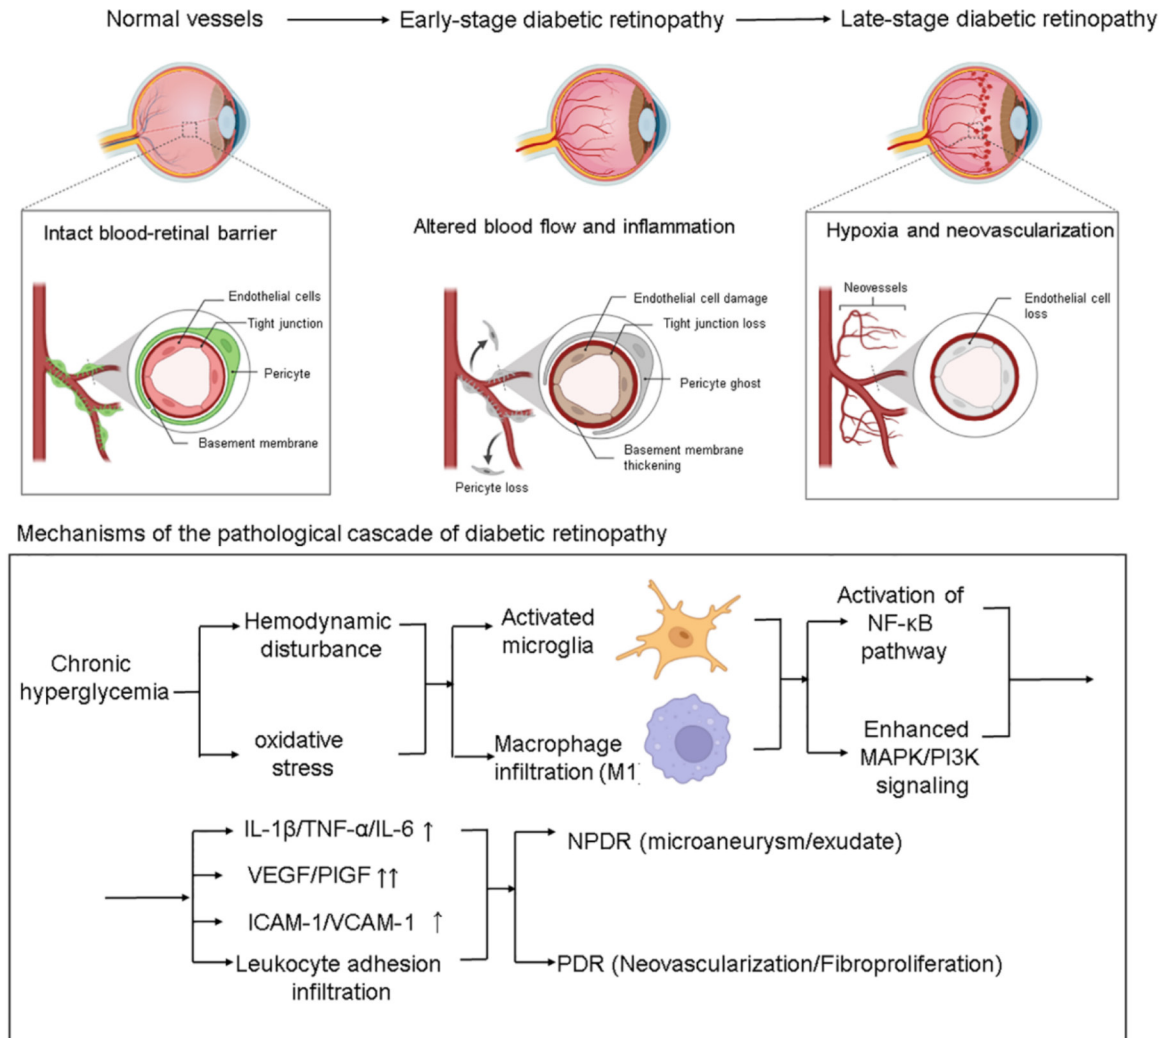 Normal vessels
Early-stage diabetic retinopathy
Late-stage diabetic retinopathy
Intact blood-retinal barrier
Endothelial cells
Tight junction
Pericyte
Basement membrane
Altered blood flow and inflammation
Endothelial cell damage
Tight junction loss
Pericyte ghost
Basement membrane
thickening
Pericyte loss
Hypoxia and neovascularization
Neovessels
Endothelial cell
loss
Mechanisms of the pathological cascade of diabetic retinopathy
Chronic
hyperglycemia
Hemodynamic
disturbance
oxidative
stress
Activated
microglia
Macrophage
infiltration (M1)
Activation of
NF-κB
pathway
Enhanced
MAPK/PI3K
signaling
IL-1β/TNF-α/IL-6 ↑
VEGF/PIGF ↑↑
ICAM-1/VCAM-1 ↑
Leukocyte adhesion
infiltration
NPDR (microaneurysm/exudate)
PDR (Neovascularization/Fibroproliferation)